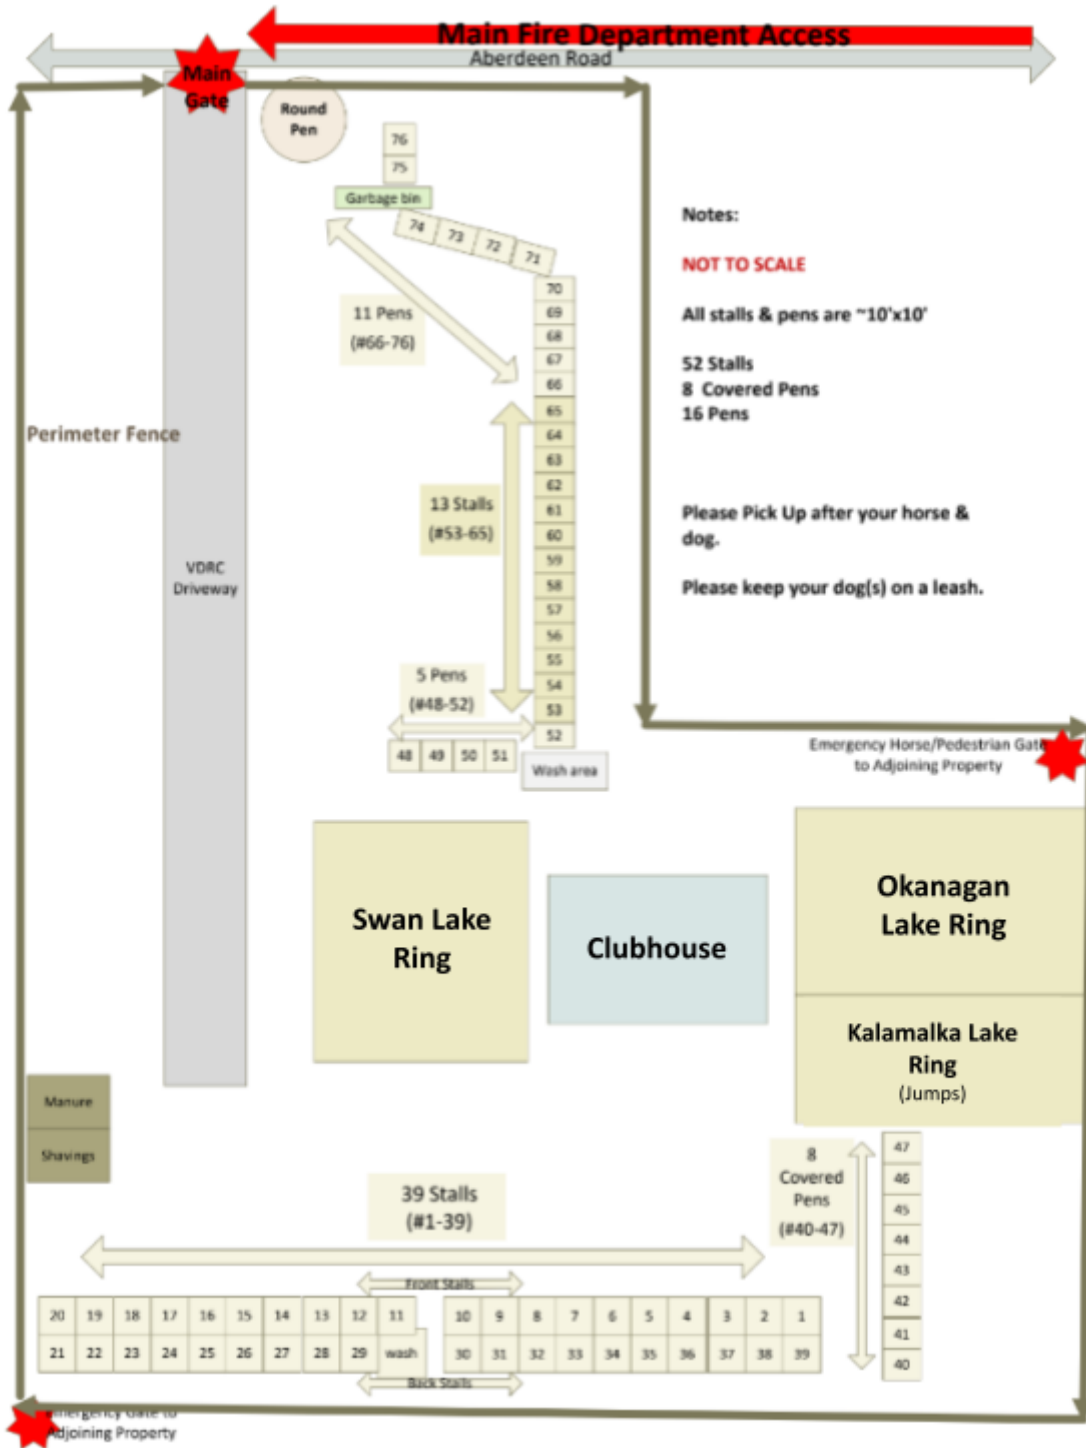 Main Fire Department Access
Aberdeen Road
Main
Gate
Round
Pen
76
75
Garbage bin
74 73 72 71
70
69
68
67
66
65
64
63
62
61
60
59
58
57
56
55
54
53
52
11 Pens
(#66-76)
13 Stalls
(#53-65)
5 Pens
(#48-52)
48 49 50 51
Wash area
Perimeter Fence
VDRC
Driveway
Notes:
NOT TO SCALE
All stalls & pens are ~10'x10'
52 Stalls
8 Covered Pens
16 Pens
Please Pick Up after your horse &
dog.
Please keep your dog(s) on a leash.
Emergency Horse/Pedestrian Gate
to Adjoining Property
Swan Lake
Ring
Clubhouse
Okanagan
Lake Ring
Kalamalka Lake
Ring
(Jumps)
Manure
Shavings
39 Stalls
(#1-39)
8
Covered
Pens
(#40-47)
47
46
45
44
43
42
41
40
Front Stalls
20 19 18 17 16 15 14 13 12 11 10 9 8 7 6 5 4 3 2 1
21 22 23 24 25 26 27 28 29 wash 30 31 32 33 34 35 36 37 38 39
Back Stalls
Emergency Gate to
Adjoining Property